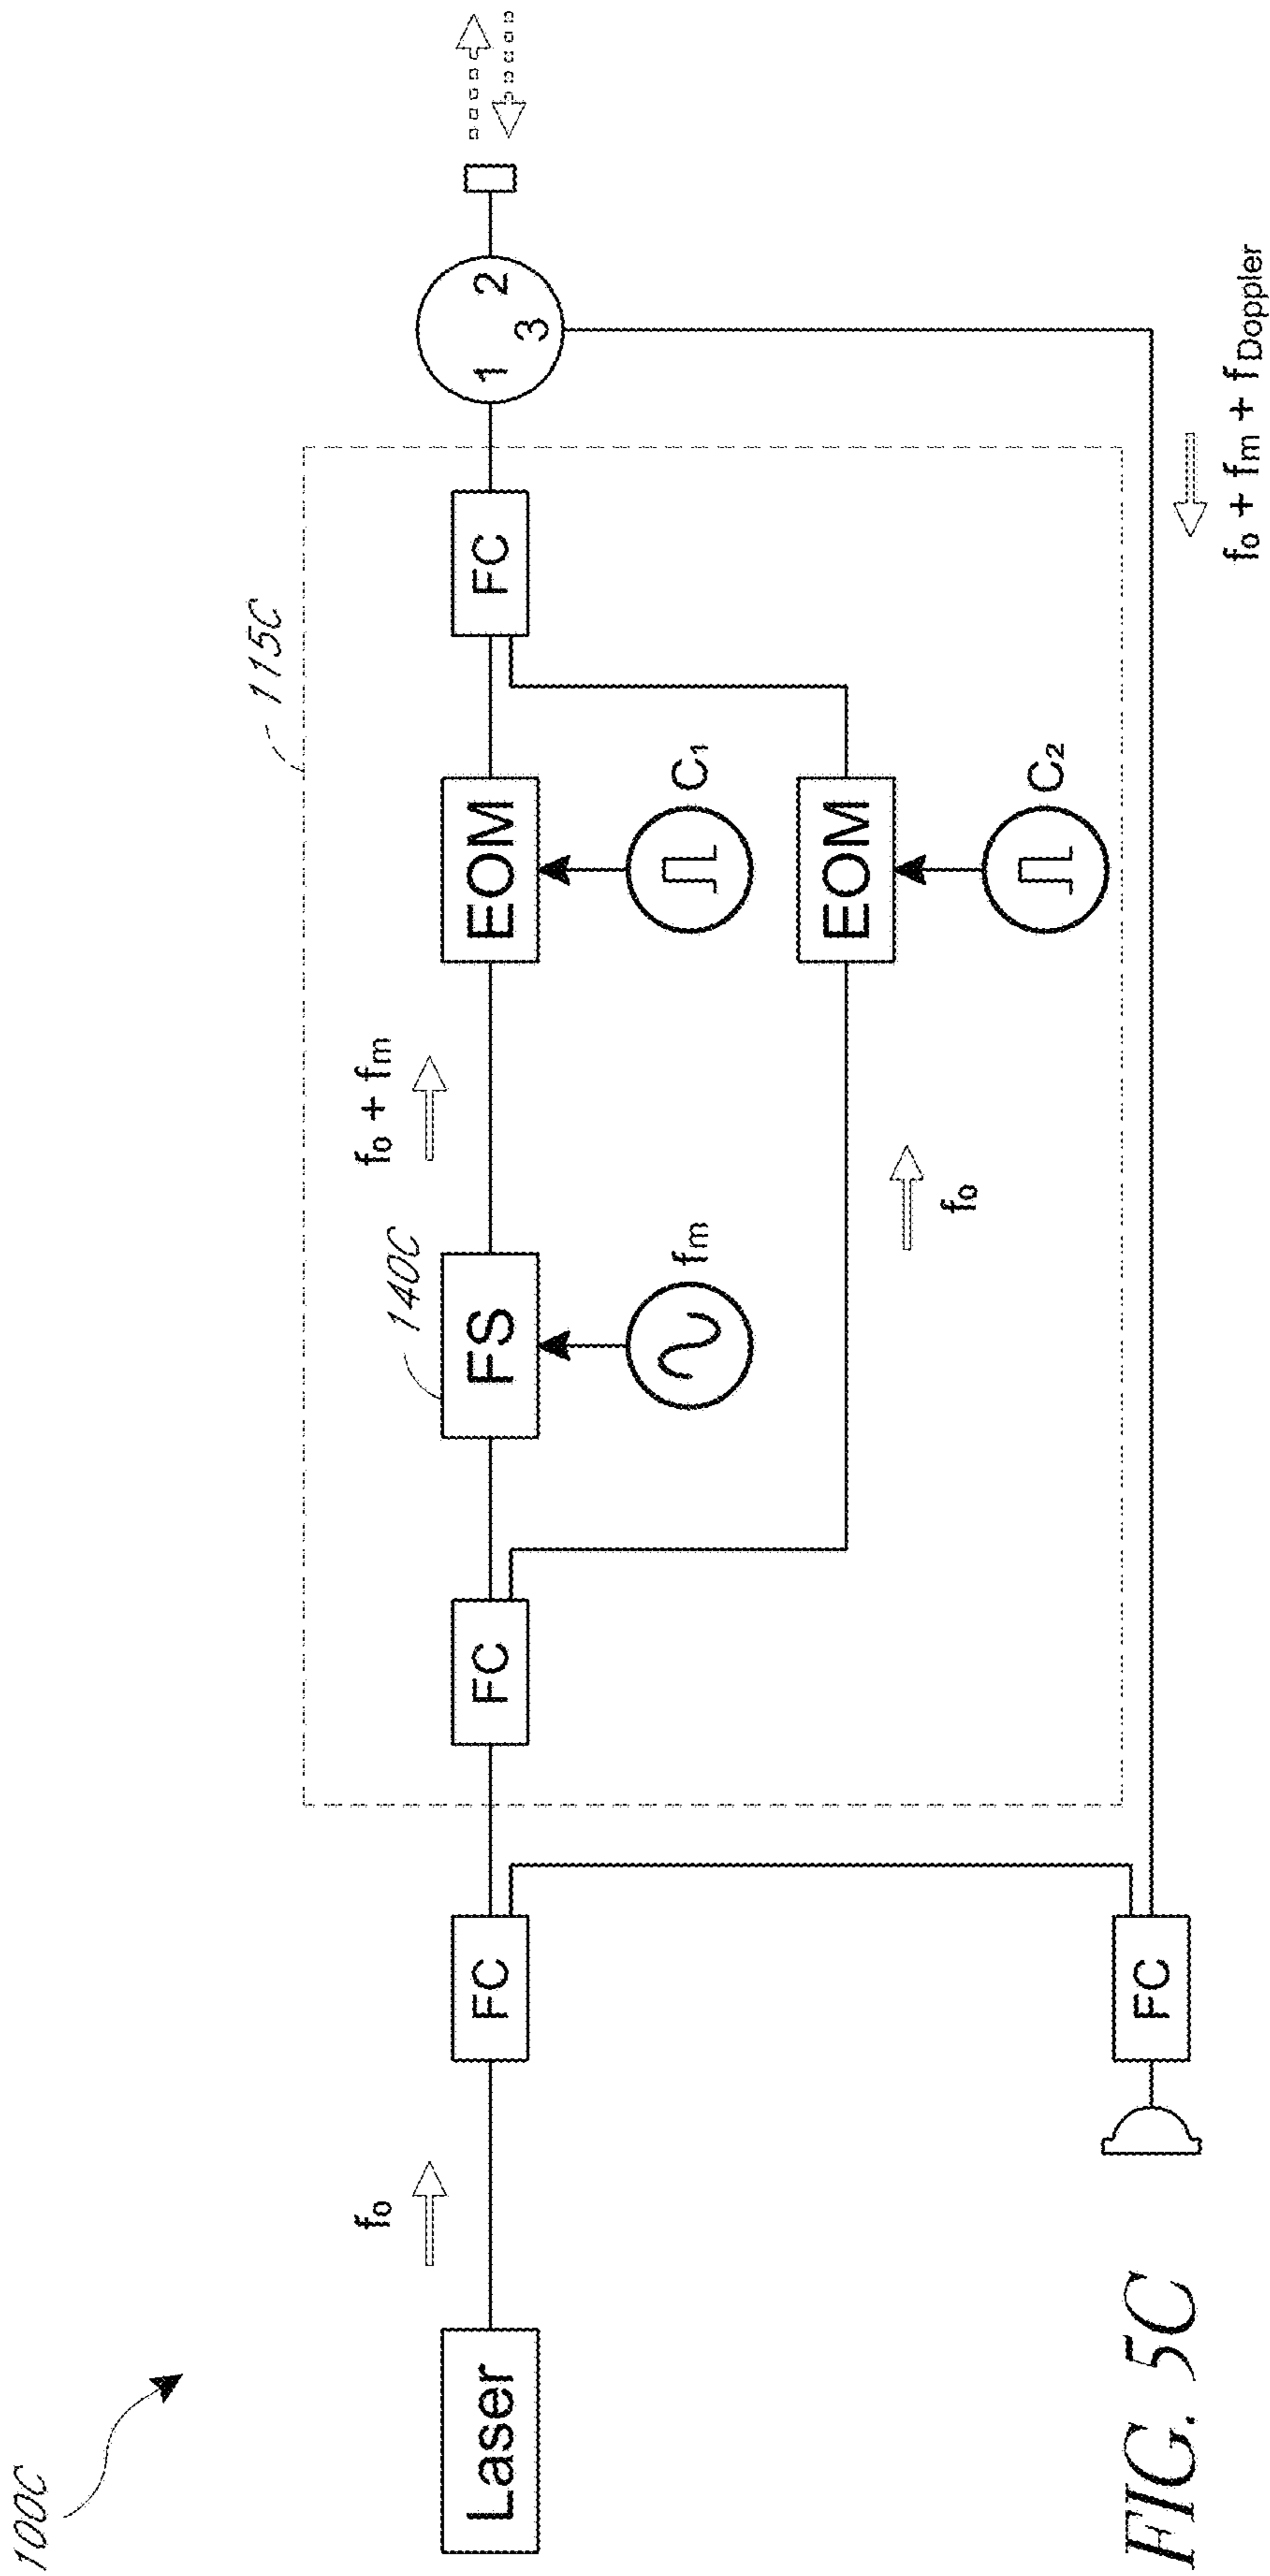 100C
115C
140C
f₀
f₀ + fₘ
Laser
FC
FC
FS
EOM
FC
1
2
3
fₘ
C₁
f₀
EOM
C₂
FC
f₀ + fₘ + f_Doppler
FIG. 5C